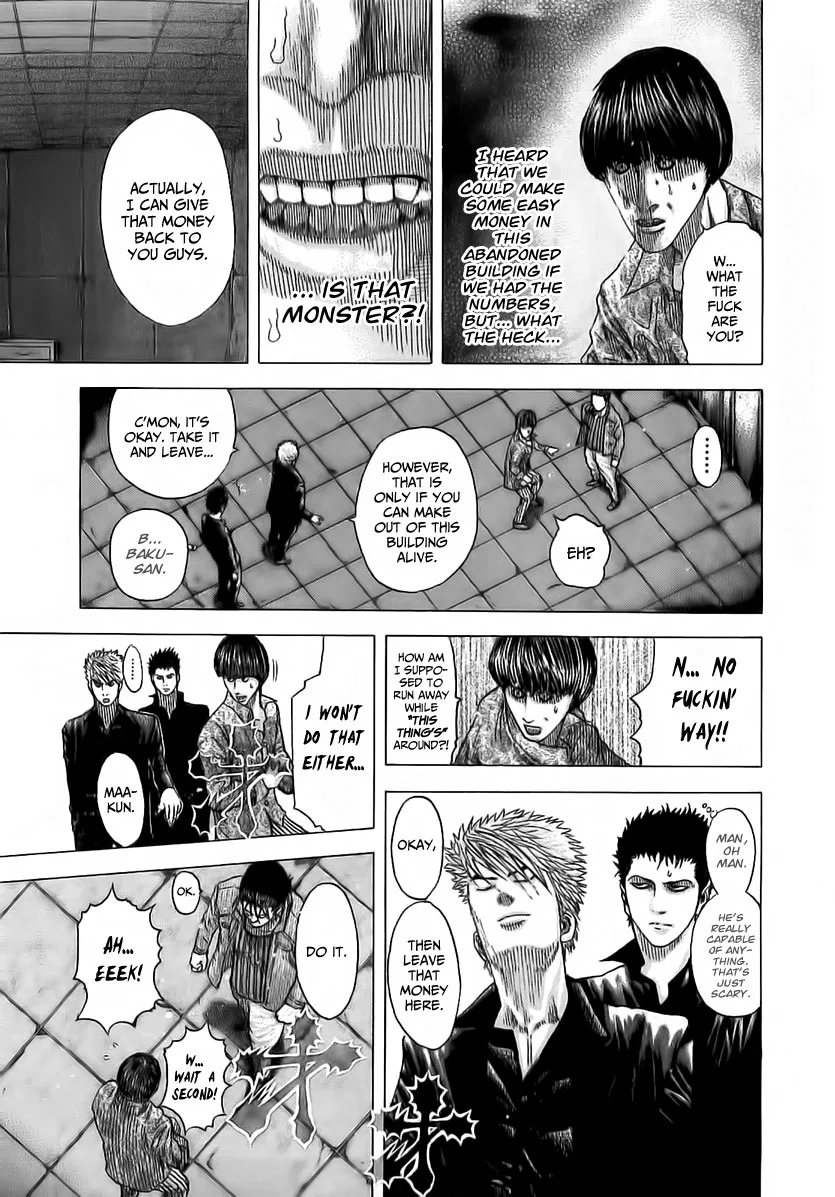 W...
WHAT
THE
FUCK
ARE
YOU?
I HEARD
THAT WE
COULD MAKE
SOME EASY
MONEY IN
THIS
ABANDONED
BUILDING IF
WE HAD THE
NUMBERS,
BUT... WHAT
THE HECK...
... IS THAT
MONSTER?!
ACTUALLY,
I CAN GIVE
THAT MONEY
BACK TO
YOU GUYS.
.......
EH?
HOWEVER,
THAT IS
ONLY IF YOU
CAN MAKE
OUT OF THIS
BUILDING
ALIVE.
C'MON, IT'S
OKAY. TAKE IT
AND LEAVE...
B...
BAKU-
SAN.
N... NO
FUCKIN'
WAY!!
HOW AM
I SUPPO-
SED TO
RUN AWAY
WHILE
"THIS
THING'S"
AROUND?!
I WON'T
DO THAT
EITHER...
......
MAA-
KUN.
MAN,
OH
MAN.
HE'S
REALLY
CAPABLE
OF ANY-
THING.
THAT'S
JUST
SCARY.
OKAY,
THEN
LEAVE
THAT
MONEY
HERE.
DO IT.
OK.
AH...
EEEK!
W...
WAIT A
SECOND!